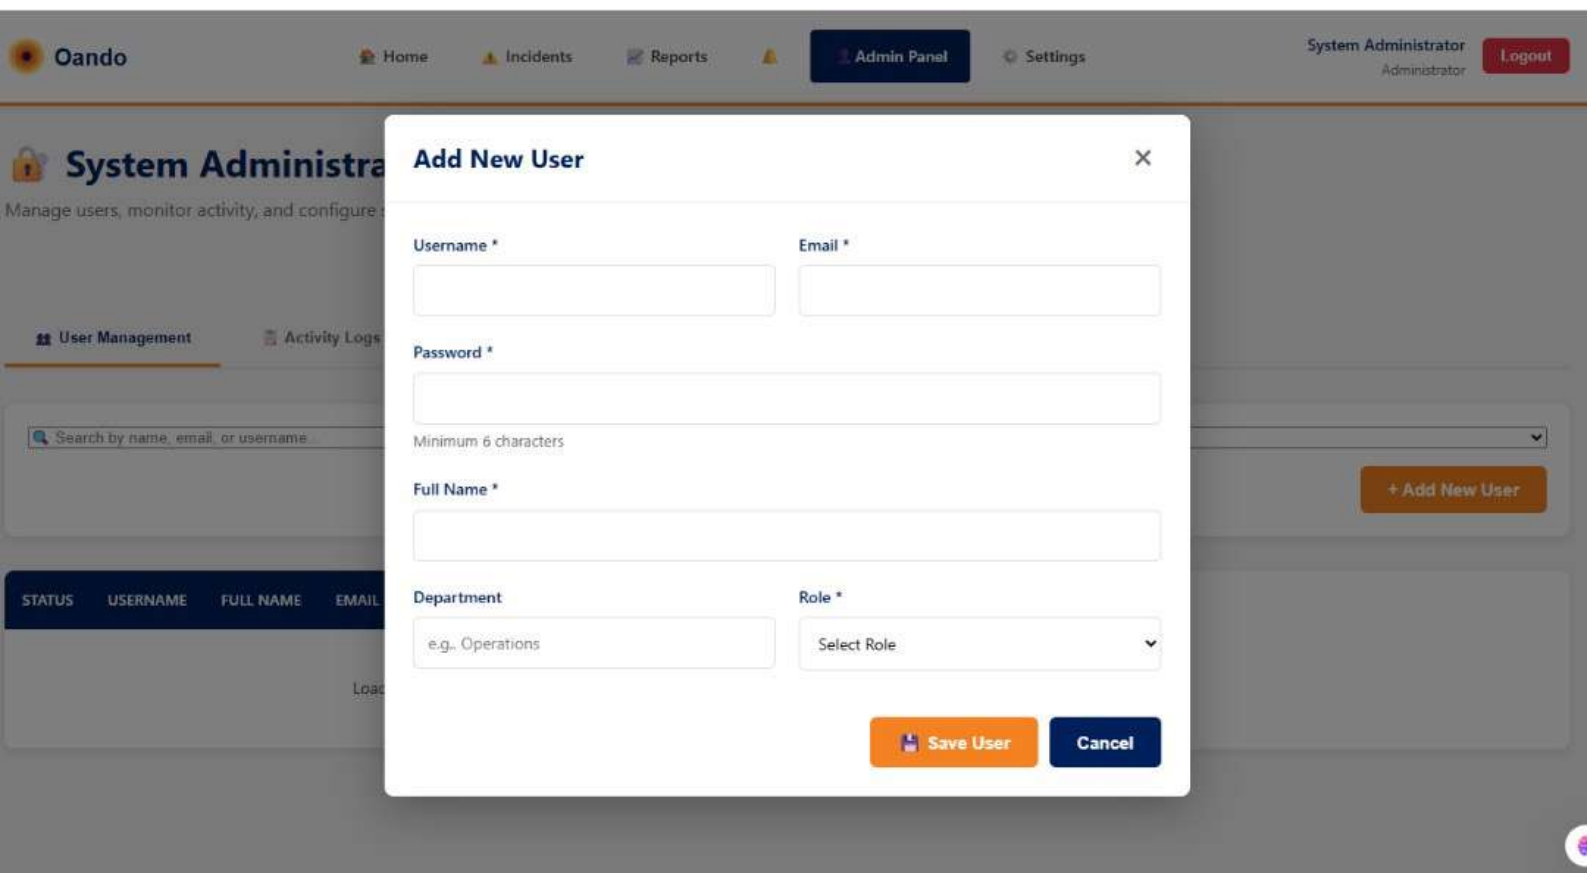 Oando
Home
Incidents
Reports
Admin Panel
Settings
System Administrator
Administrator
Logout
System Administra
Manage users, monitor activity, and configure
User Management
Activity Logs
Search by name, email, or username...
+ Add New User
STATUS USERNAME FULL NAME EMAIL
Load
Add New User
×
Username *
Email *
Password *
Minimum 6 characters
Full Name *
Department
Role *
e.g., Operations
Select Role
Save User
Cancel